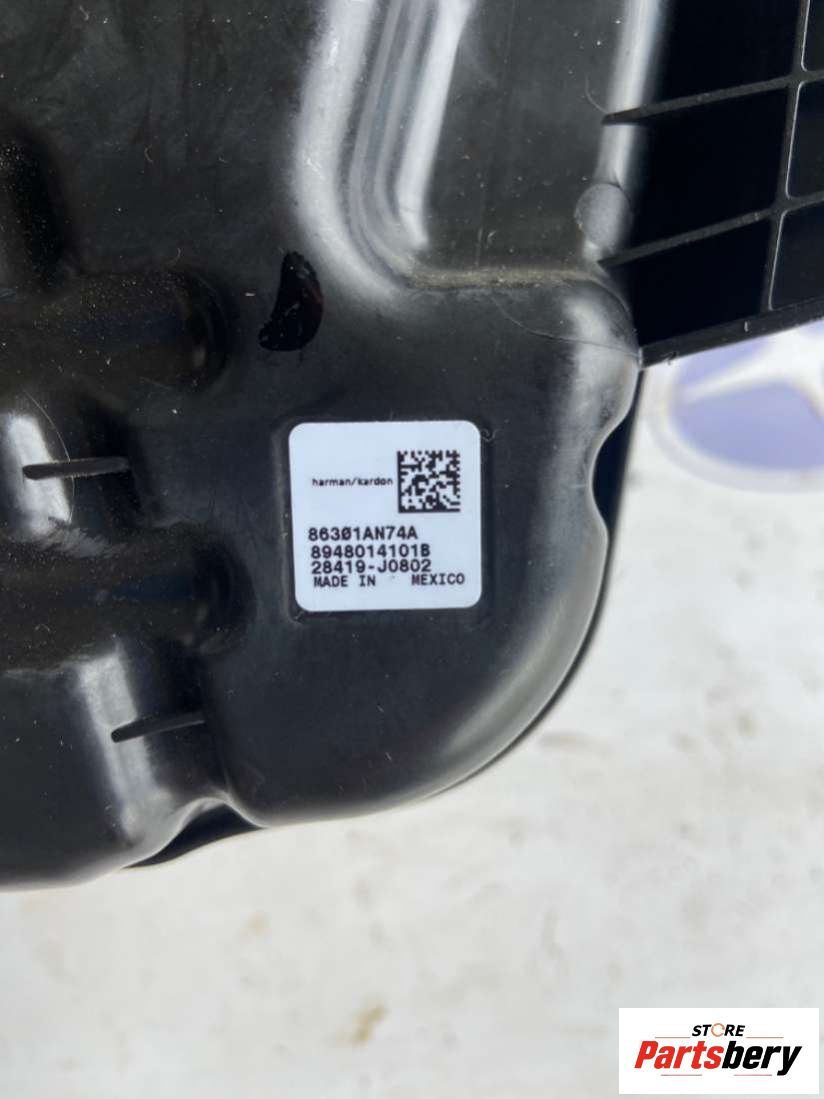 harman/kardon
86301AN74A
8948014101B
28419-J0802
MADE IN MEXICO
STORE
Partsbery